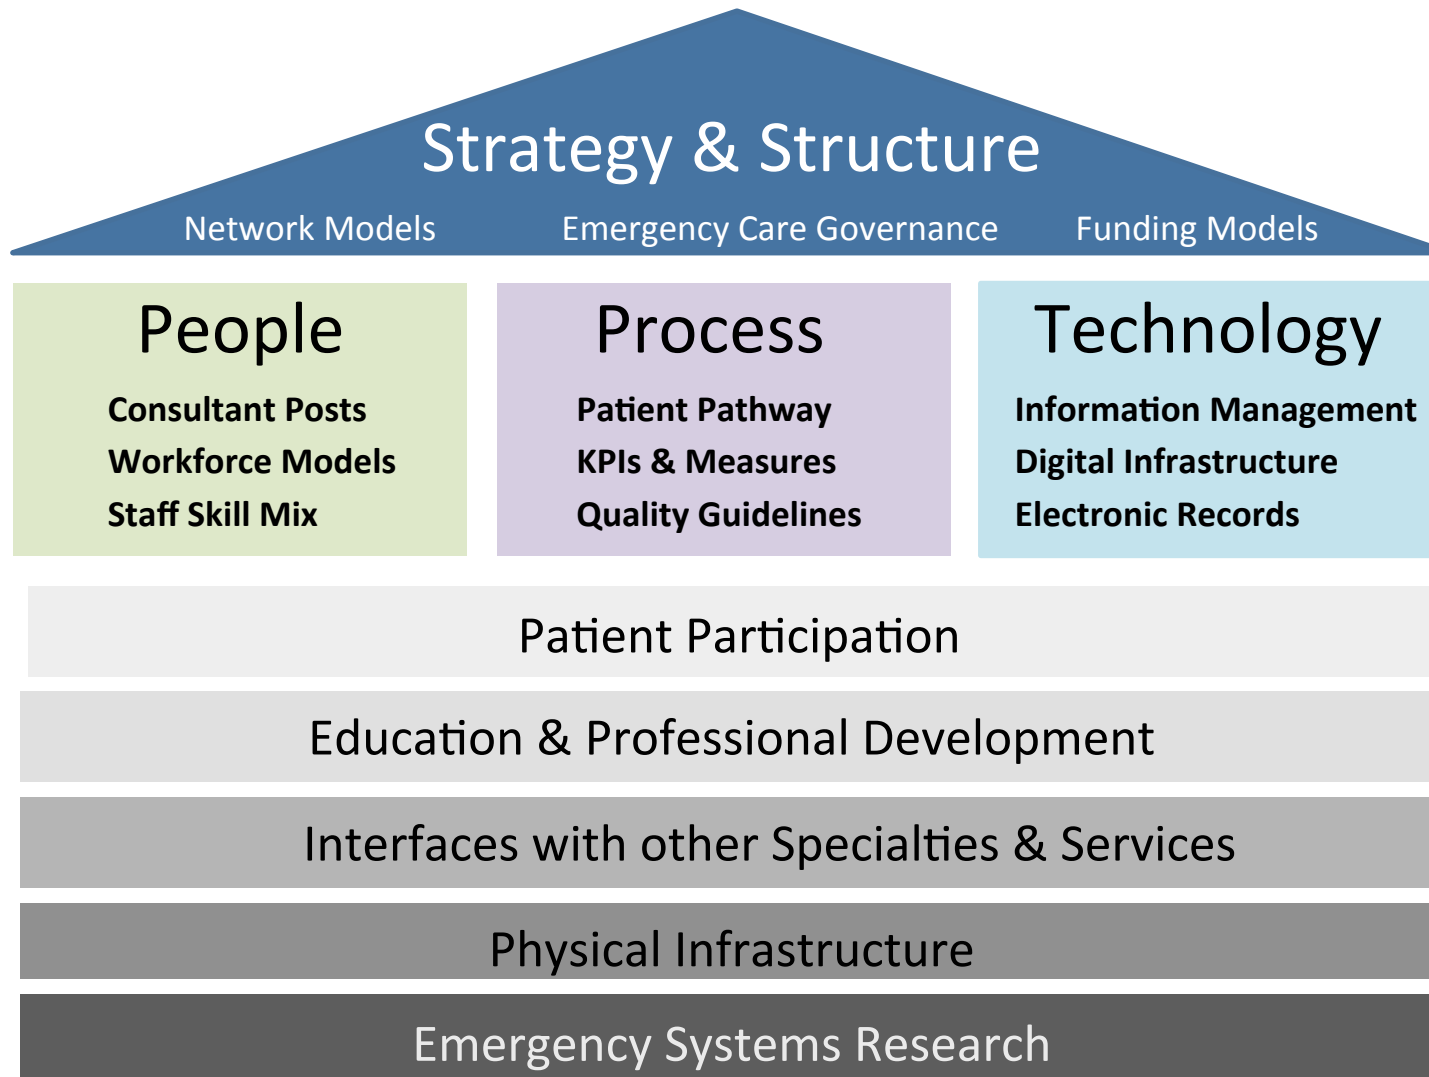 Strategy & Structure
Network Models
Emergency Care Governance
Funding Models
People
Consultant Posts
Workforce Models
Staff Skill Mix
Process
Patient Pathway
KPIs & Measures
Quality Guidelines
Technology
Information Management
Digital Infrastructure
Electronic Records
Patient Participation
Education & Professional Development
Interfaces with other Specialties & Services
Physical Infrastructure
Emergency Systems Research